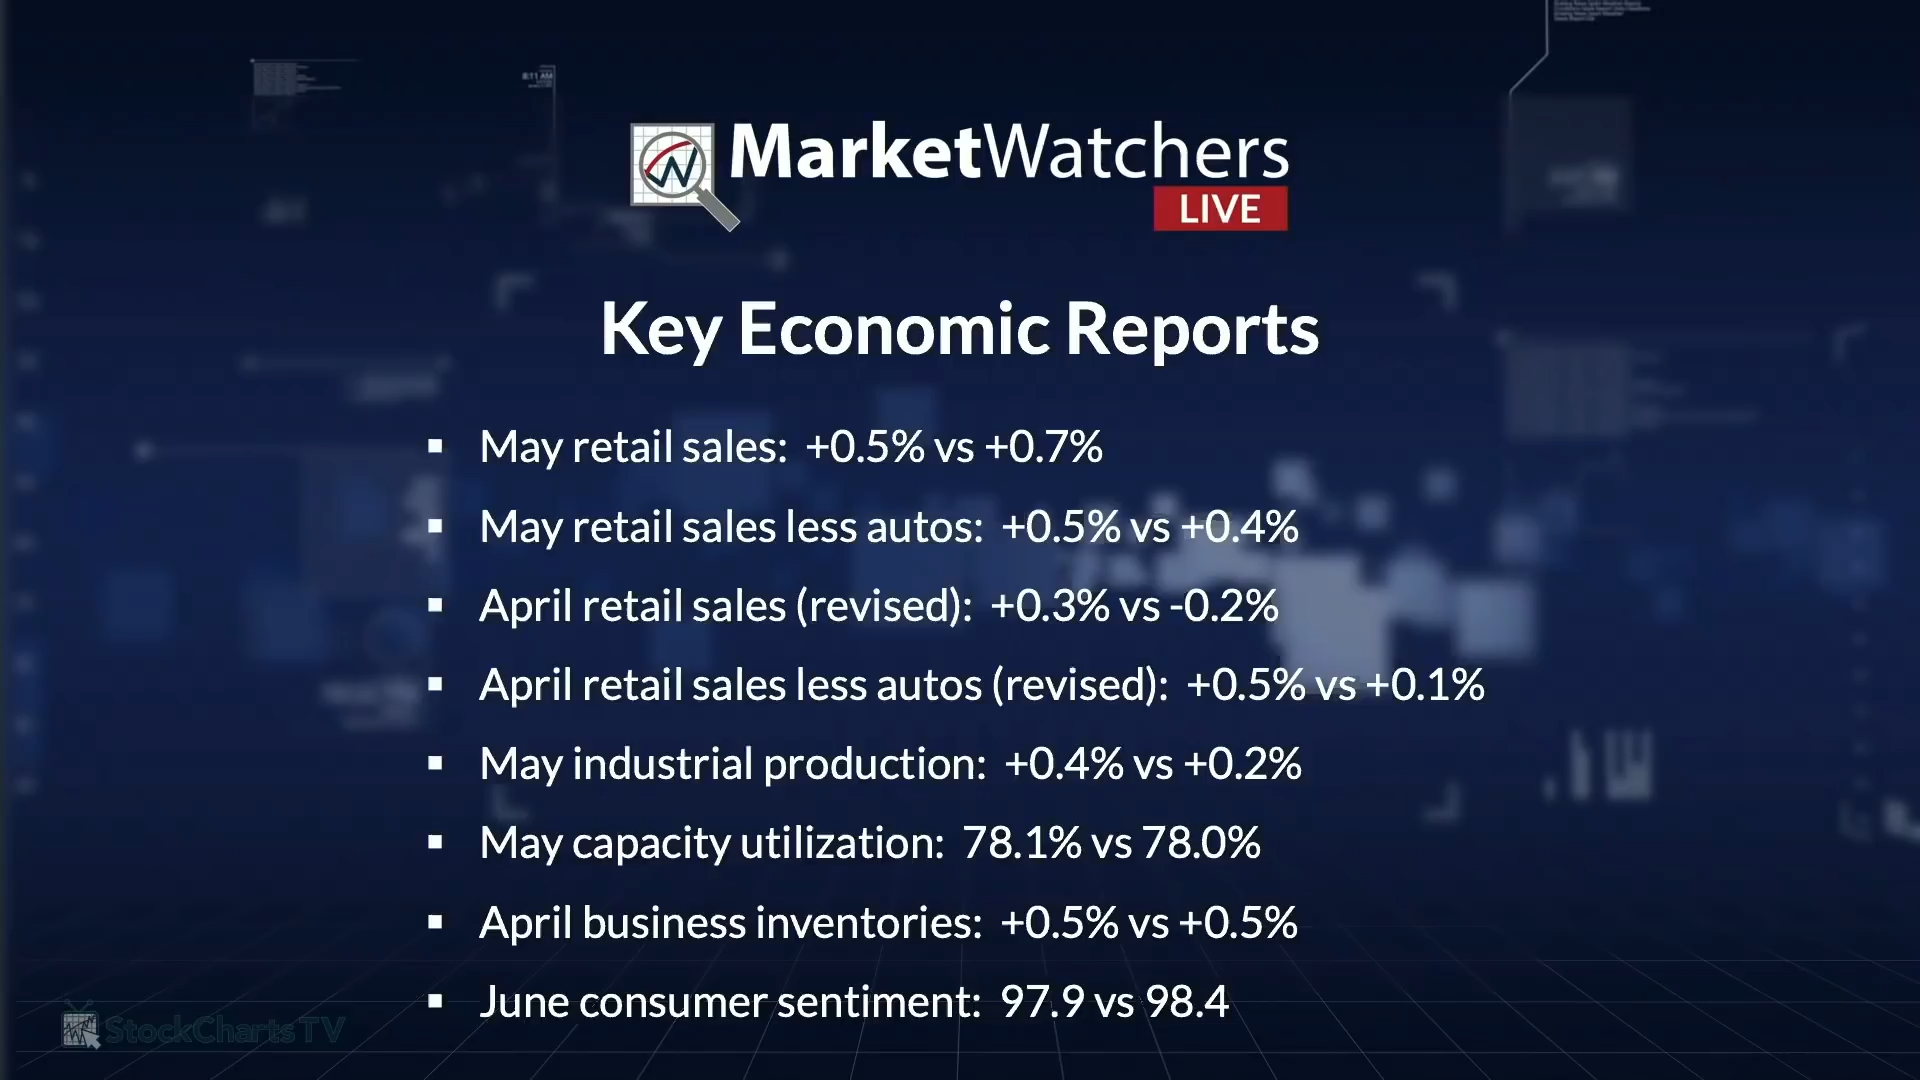 8:11 AM
MarketWatchers
LIVE
Key Economic Reports
▪ May retail sales: +0.5% vs +0.7%
▪ May retail sales less autos: +0.5% vs +0.4%
▪ April retail sales (revised): +0.3% vs -0.2%
▪ April retail sales less autos (revised): +0.5% vs +0.1%
▪ May industrial production: +0.4% vs +0.2%
▪ May capacity utilization: 78.1% vs 78.0%
▪ April business inventories: +0.5% vs +0.5%
▪ June consumer sentiment: 97.9 vs 98.4
StockCharts TV